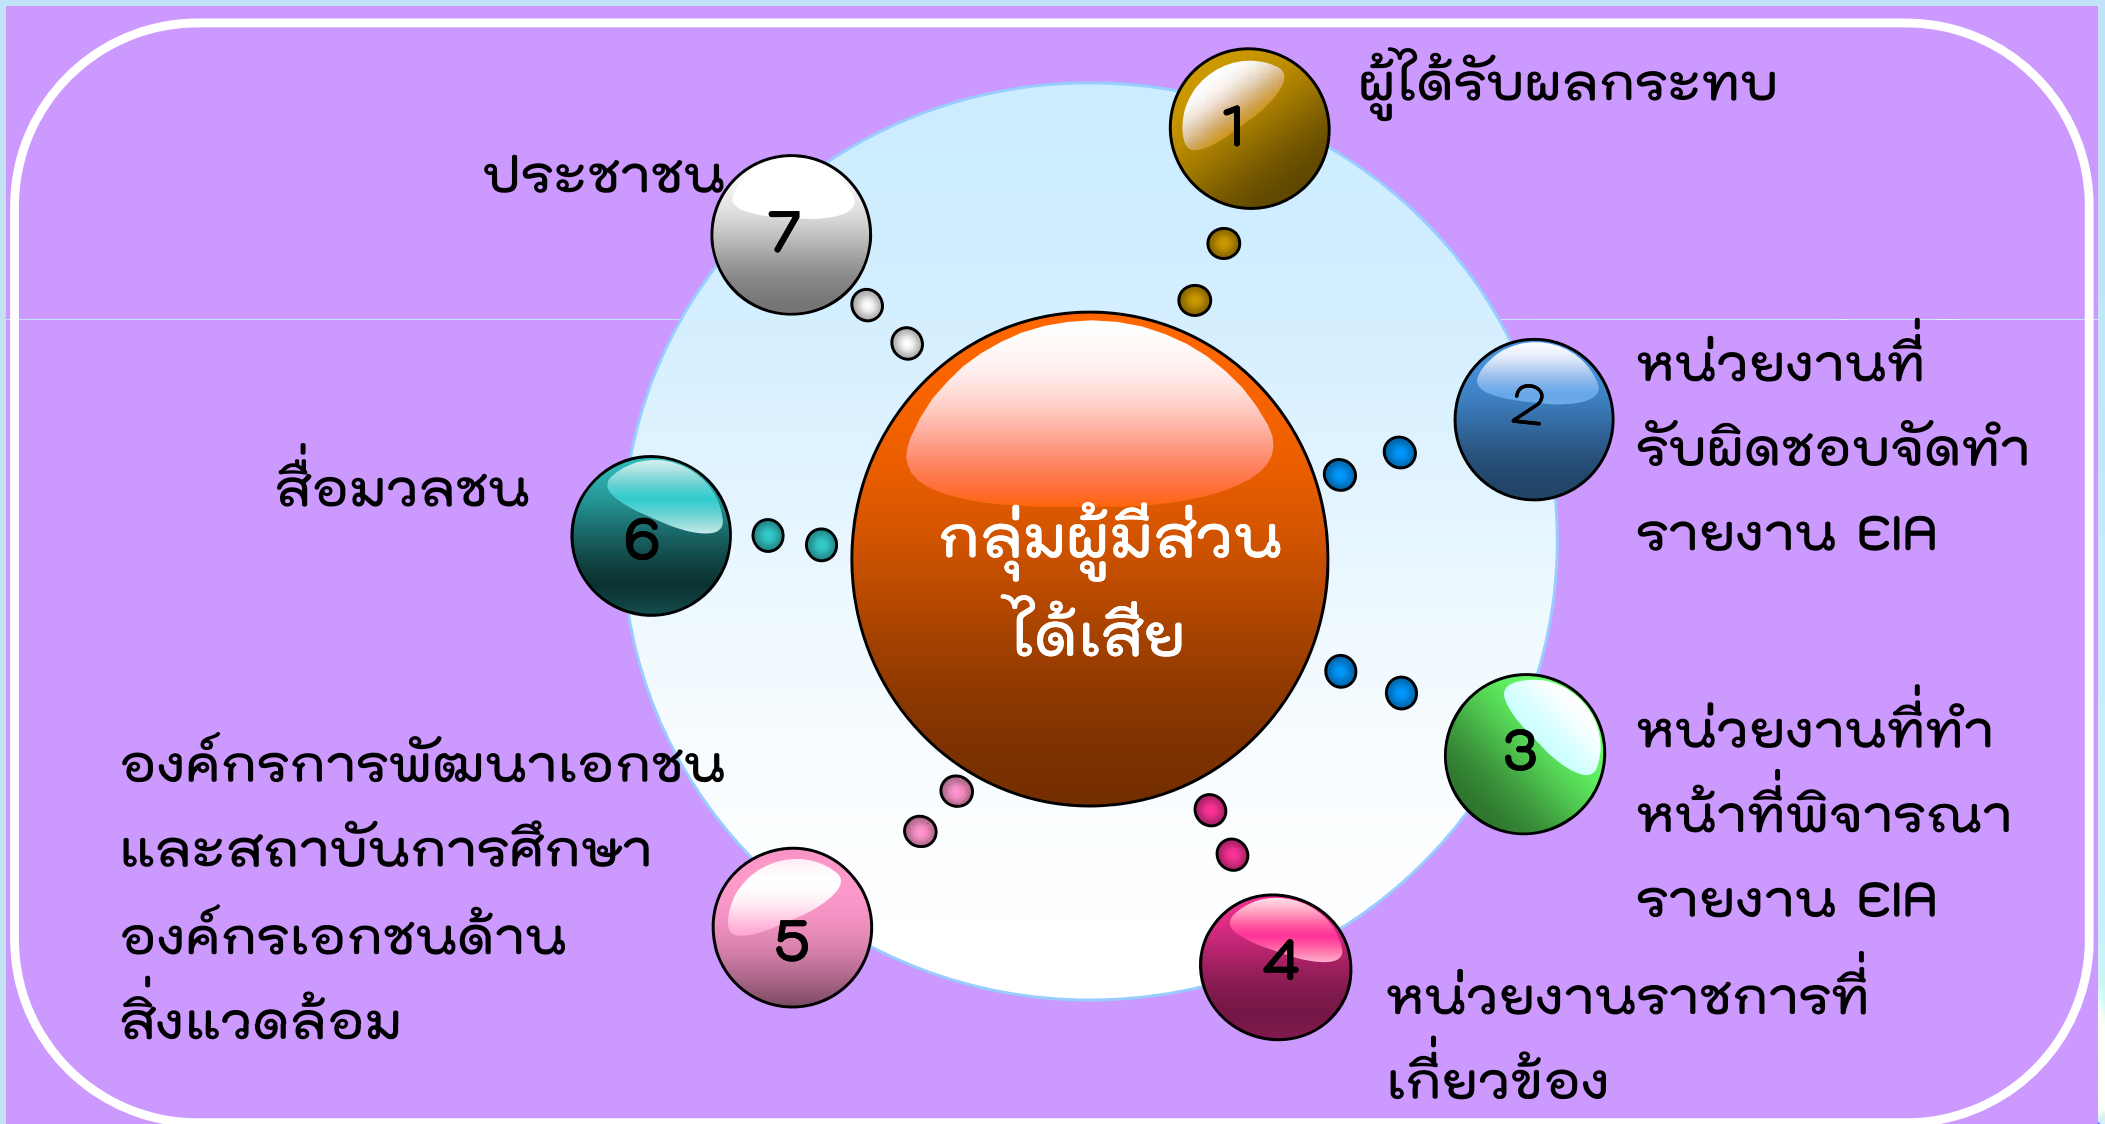 กลุ่มผู้มีส่วน
ได้เสีย
1
ผู้ได้รับผลกระทบ
2
หน่วยงานที่
รับผิดชอบจัดทำ
รายงาน EIA
3
หน่วยงานที่ทำ
หน้าที่พิจารณา
รายงาน EIA
4
หน่วยงานราชการที่
เกี่ยวข้อง
5
องค์กรการพัฒนาเอกชน
และสถาบันการศึกษา
องค์กรเอกชนด้าน
สิ่งแวดล้อม
6
สื่อมวลชน
7
ประชาชน